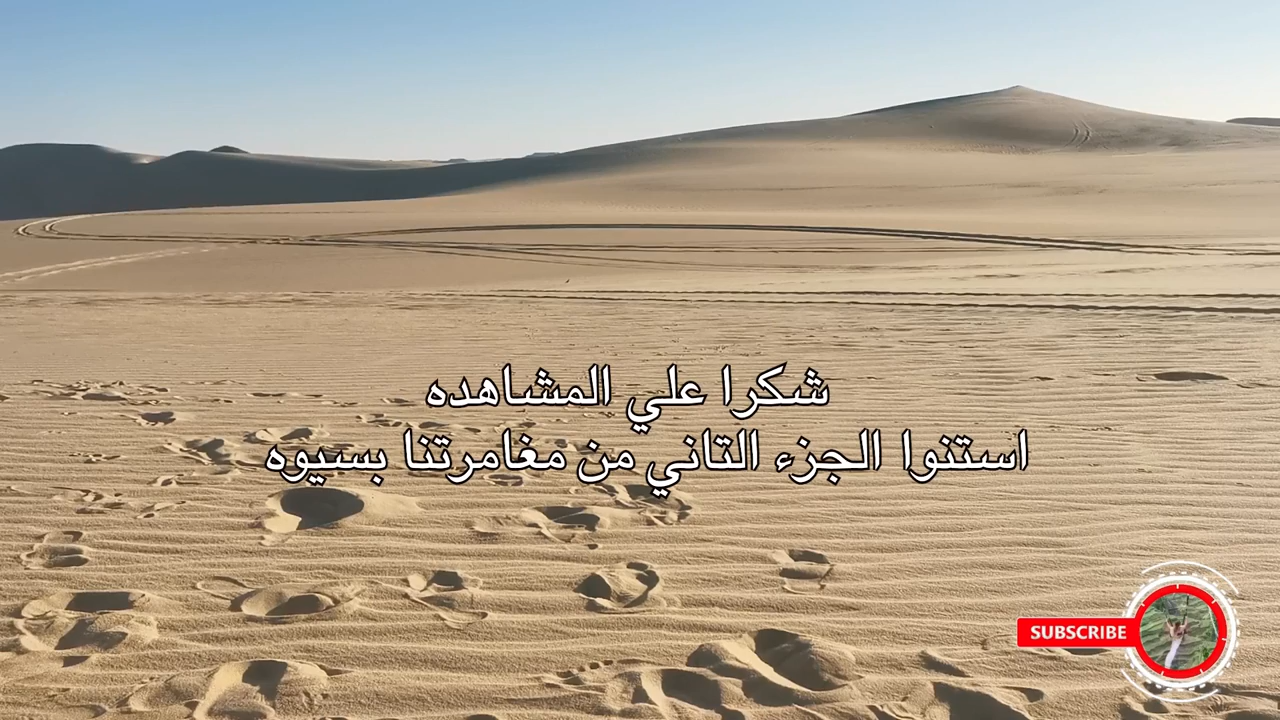 شكرا علي المشاهده
استنوا الجزء التاني من مغامرتنا بسيوه
SUBSCRIBE